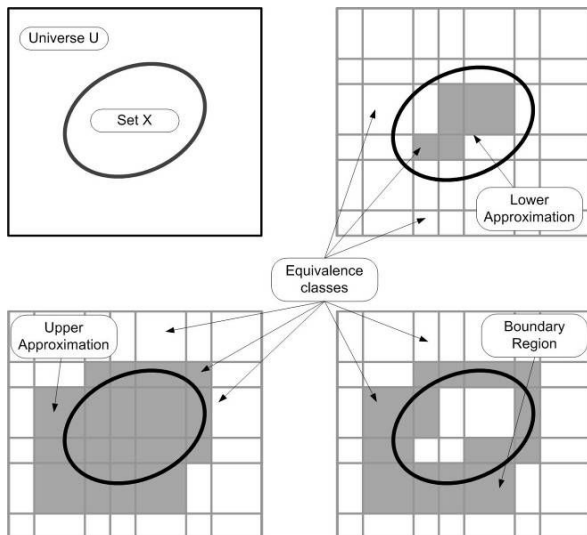 Universe U
Set X
Lower
Approximation
Equivalence
classes
Upper
Approximation
Boundary
Region